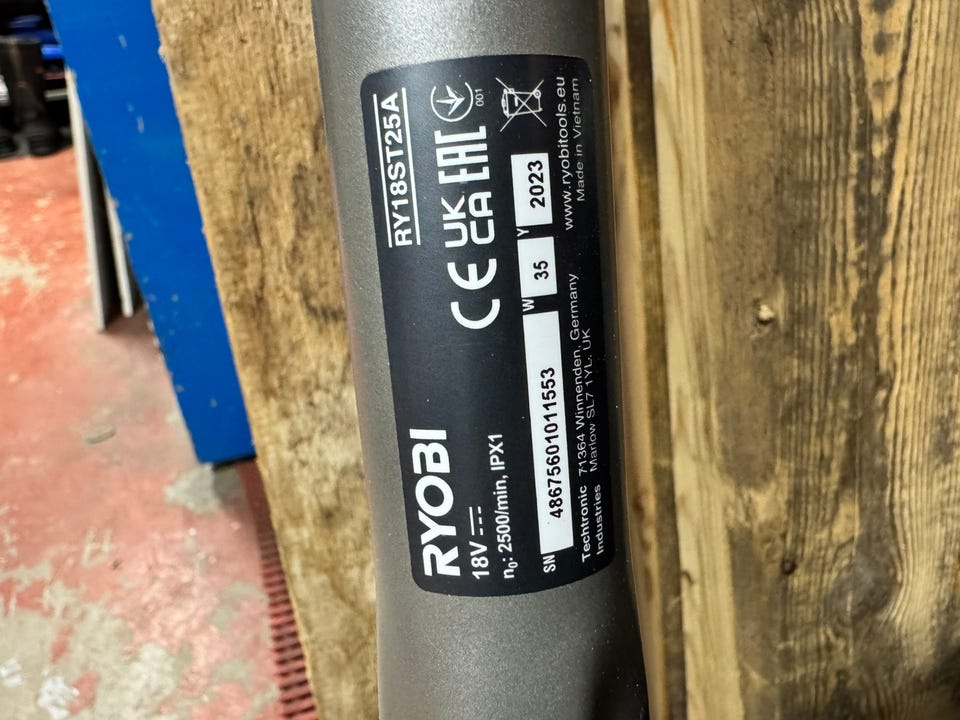 RY18ST25A
RYOBI
18V
n₀: 2500/min, IPX1
CE UK CA EAC 001
SN 48675601011553 W 35 Y 2023
Techtronic 71364 Winnenden, Germany www.ryobitools.eu
Industries Marlow SL7 1YL. UK Made in Vietnam